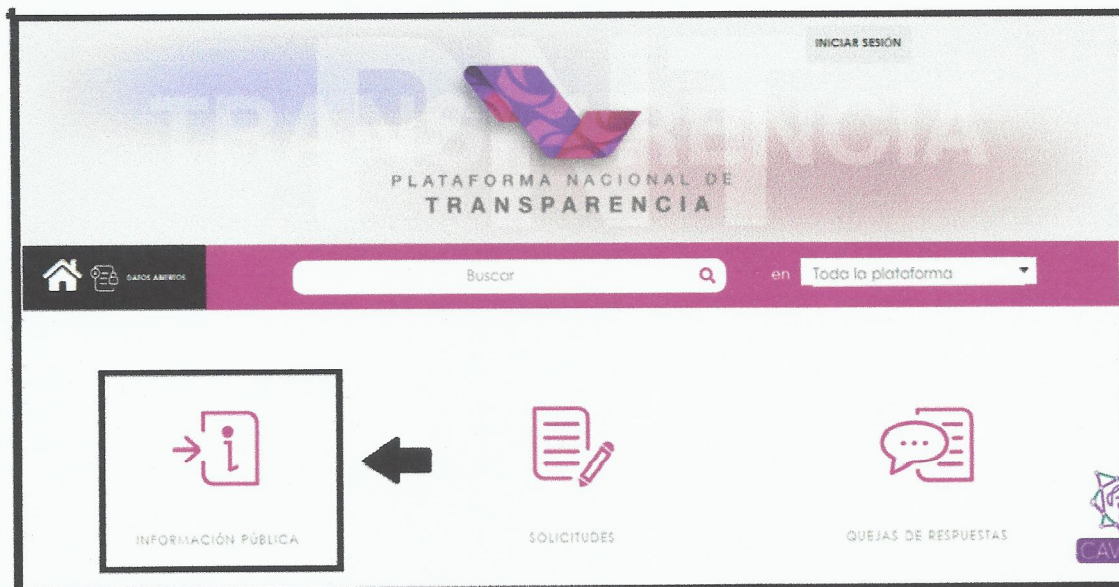 INICIAR SESIÓN
PLATAFORMA NACIONAL DE
TRANSPARENCIA
DATOS ABIERTOS
Buscar
en
Toda la plataforma
INFORMACIÓN PÚBLICA
SOLICITUDES
QUEJAS DE RESPUESTAS